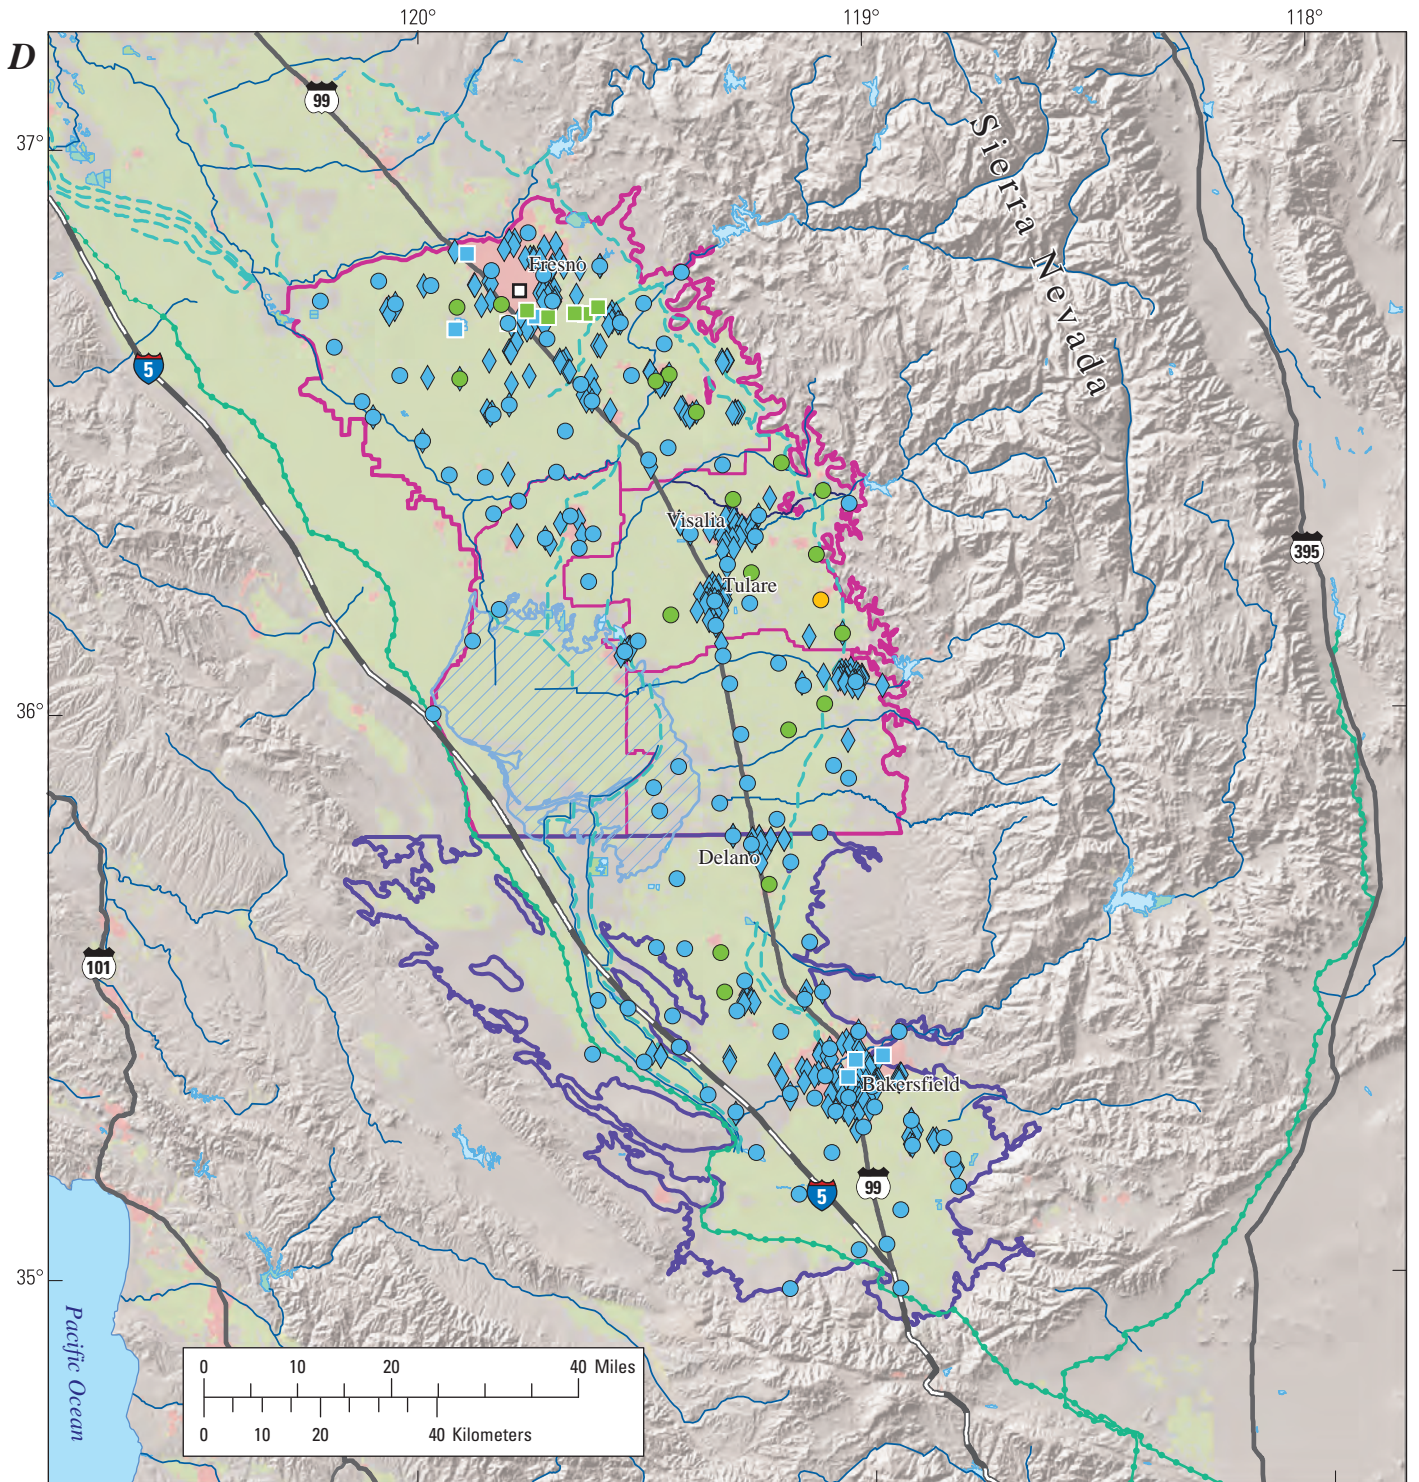 120°
119°
118°
D
99
37°
Sierra Nevada
Fresno
5
Visalia
395
Tulare
36°
Delano
101
Bakersfield
5
99
35°
Pacific Ocean
0 10 20 40 Miles
0 10 20 40 Kilometers